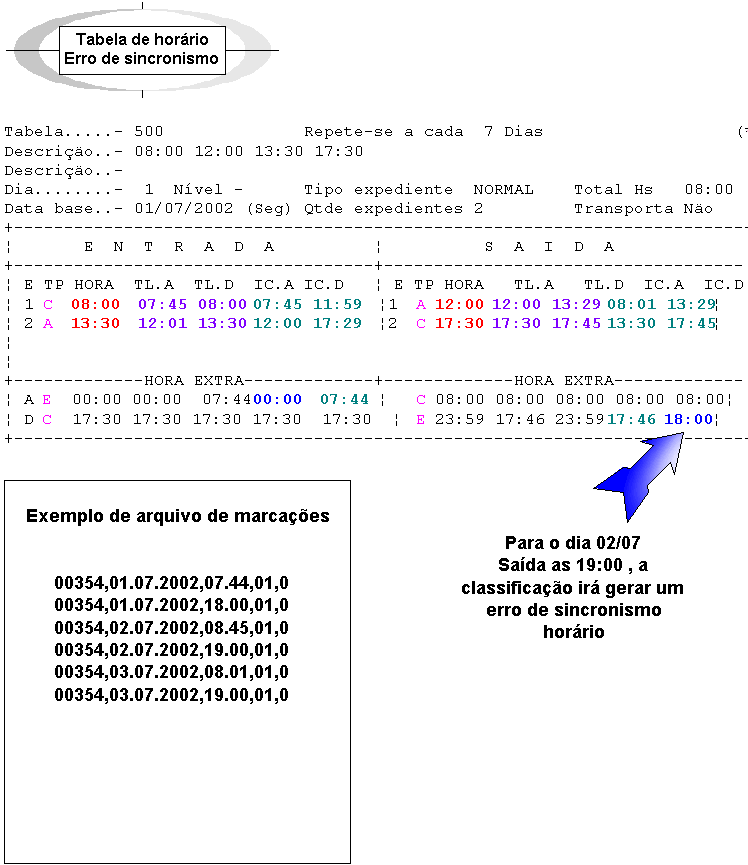 Tabela de horário
Erro de sincronismo
Tabela.....- 500 Repete-se a cada 7 Dias (*
Descrição..- 08:00 12:00 13:30 17:30
Descrição..-
Dia........- 1 Nível - Tipo expediente NORMAL Total Hs 08:00
Data base..- 01/07/2002 (Seg) Qtde expedientes 2 Transporta Não
+-------------------------------------+-------------------------------------
¦ E N T R A D A ¦ S A I D A
+-------------------------------------+-------------------------------------
¦ E TP HORA TL.A TL.D IC.A IC.D ¦ E TP HORA TL.A TL.D IC.A IC.D
¦ 1 C 08:00 07:45 08:00 07:45 11:59 ¦1 A 12:00 12:00 13:29 08:01 13:29¦
¦ 2 A 13:30 12:01 13:30 12:00 17:29 ¦2 C 17:30 17:30 17:45 13:30 17:45¦
¦
¦
+-------------HORA EXTRA--------------+-------------HORA EXTRA-------------
¦ A E 00:00 00:00 07:44 00:00 07:44 ¦ C 08:00 08:00 08:00 08:00 08:00¦
¦ D C 17:30 17:30 17:30 17:30 17:30 ¦ E 23:59 17:46 23:59 17:46 18:00¦
+-------------------------------------+-------------------------------------
Exemplo de arquivo de marcações
00354,01.07.2002,07.44,01,0
00354,01.07.2002,18.00,01,0
00354,02.07.2002,08.45,01,0
00354,02.07.2002,19.00,01,0
00354,03.07.2002,08.01,01,0
00354,03.07.2002,19.00,01,0
Para o dia 02/07
Saída as 19:00 , a
classificação irá gerar um
erro de sincronismo
horário